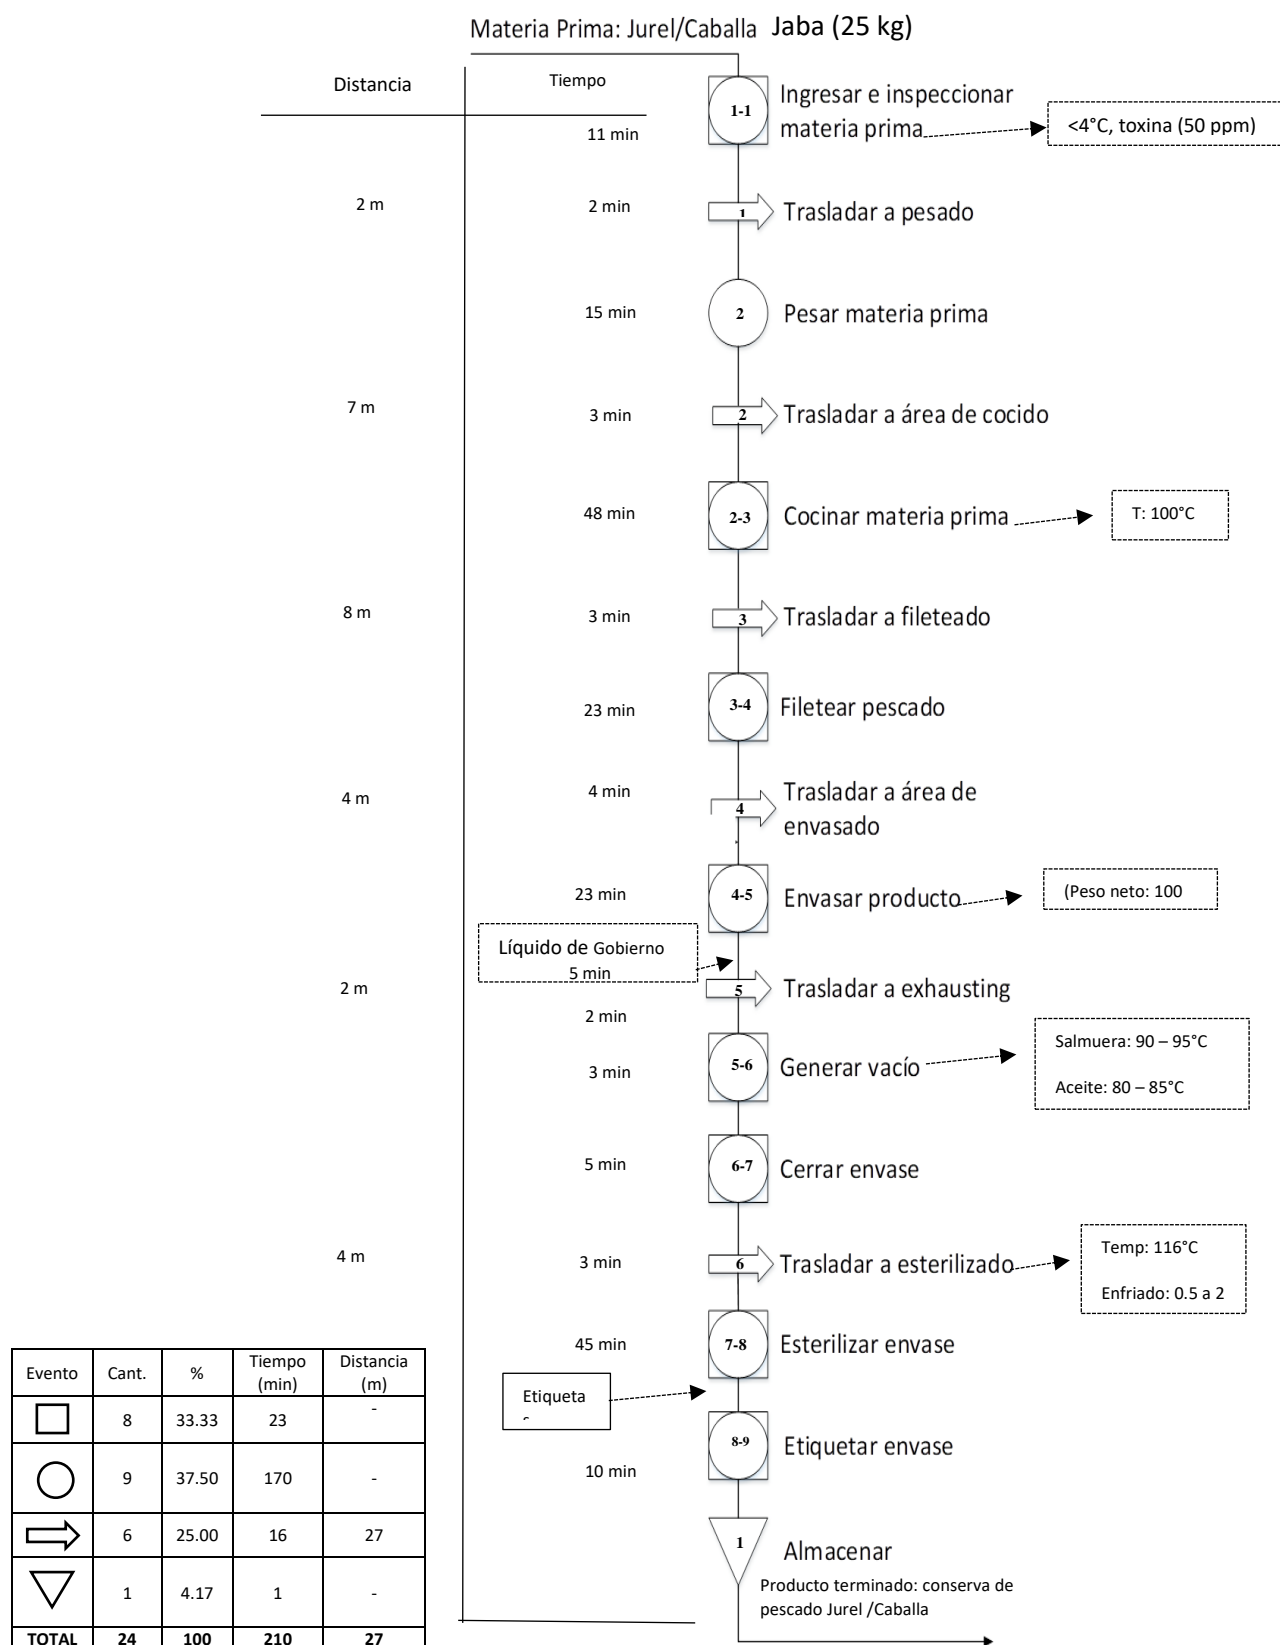 Materia Prima: Jurel/Caballa Jaba (25 kg)
Distancia
Tiempo
1-1
Ingresar e inspeccionar
materia prima
<4°C, toxina (50 ppm)
11 min
2 m
2 min
1
Trasladar a pesado
15 min
2
Pesar materia prima
7 m
3 min
2
Trasladar a área de cocido
48 min
2-3
Cocinar materia prima
T: 100°C
8 m
3 min
3
Trasladar a fileteado
23 min
3-4
Filetear pescado
4 m
4 min
4
Trasladar a área de
envasado
23 min
4-5
Envasar producto
(Peso neto: 100
Líquido de Gobierno
5 min
2 m
5
Trasladar a exhausting
2 min
3 min
5-6
Generar vacío
Salmuera: 90 – 95°C
Aceite: 80 – 85°C
5 min
6-7
Cerrar envase
4 m
3 min
6
Trasladar a esterilizado
Temp: 116°C
Enfriado: 0.5 a 2
45 min
7-8
Esterilizar envase
Etiqueta
8-9
Etiquetar envase
10 min
1
Almacenar
Producto terminado: conserva de
pescado Jurel /Caballa
Evento Cant. % Tiempo (min) Distancia (m)
8 33.33 23 -
9 37.50 170 -
6 25.00 16 27
1 4.17 1 -
TOTAL 24 100 210 27